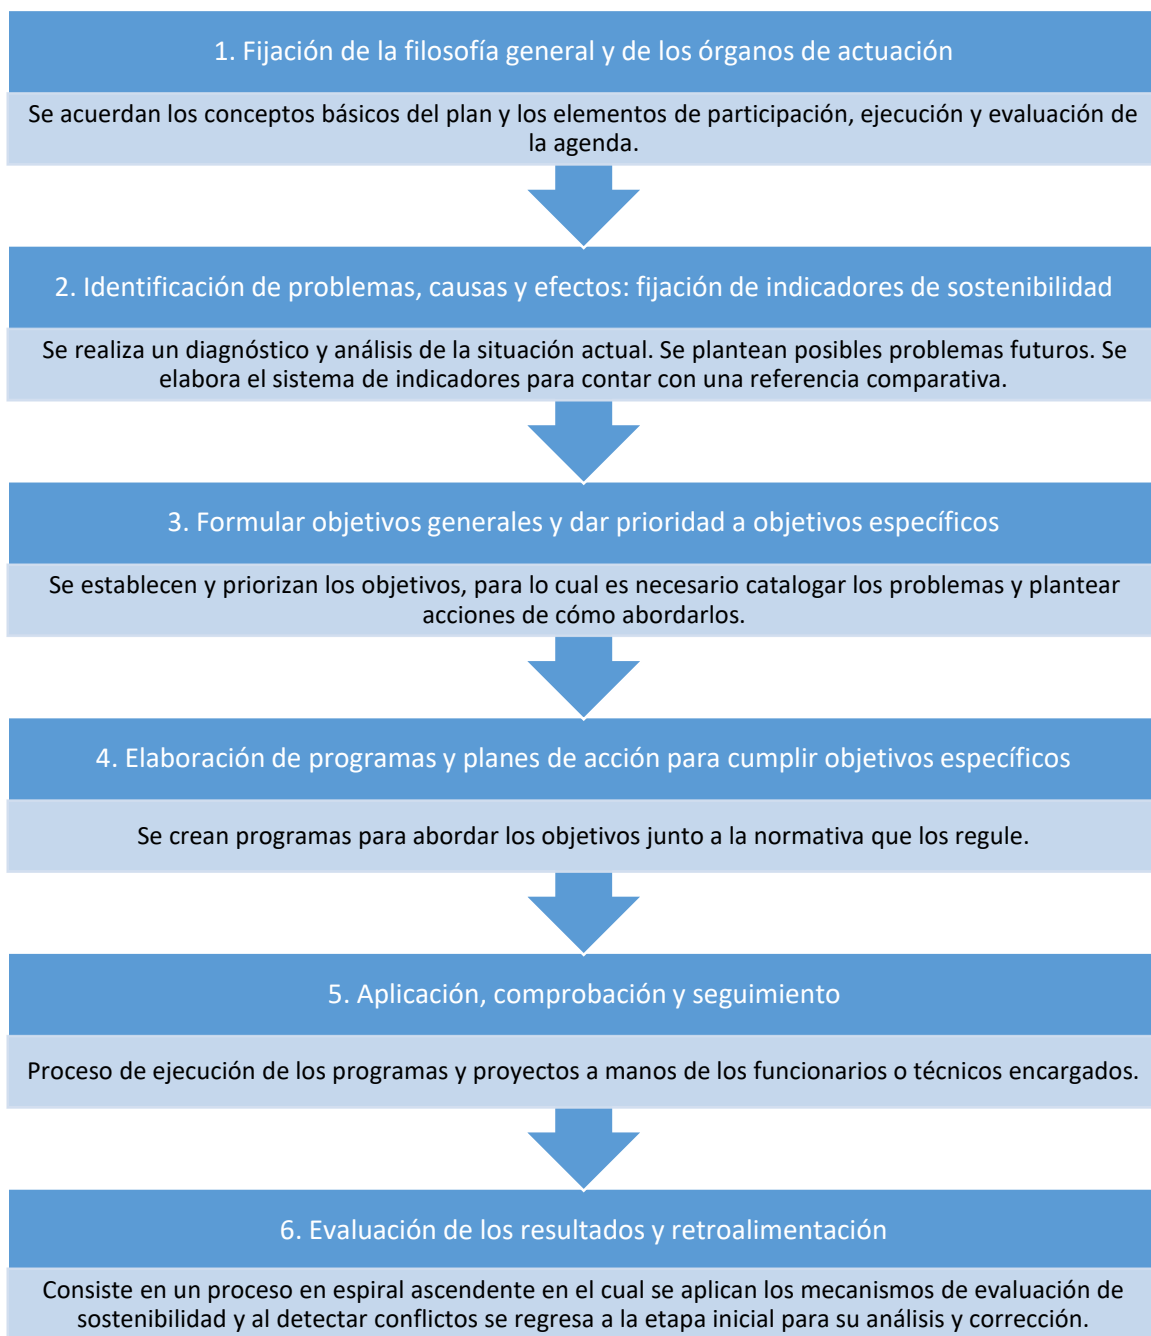 1. Fijación de la filosofía general y de los órganos de actuación
Se acuerdan los conceptos básicos del plan y los elementos de participación, ejecución y evaluación de
la agenda.
2. Identificación de problemas, causas y efectos: fijación de indicadores de sostenibilidad
Se realiza un diagnóstico y análisis de la situación actual. Se plantean posibles problemas futuros. Se
elabora el sistema de indicadores para contar con una referencia comparativa.
3. Formular objetivos generales y dar prioridad a objetivos específicos
Se establecen y priorizan los objetivos, para lo cual es necesario catalogar los problemas y plantear
acciones de cómo abordarlos.
4. Elaboración de programas y planes de acción para cumplir objetivos específicos
Se crean programas para abordar los objetivos junto a la normativa que los regule.
5. Aplicación, comprobación y seguimiento
Proceso de ejecución de los programas y proyectos a manos de los funcionarios o técnicos encargados.
6. Evaluación de los resultados y retroalimentación
Consiste en un proceso en espiral ascendente en el cual se aplican los mecanismos de evaluación de
sostenibilidad y al detectar conflictos se regresa a la etapa inicial para su análisis y corrección.